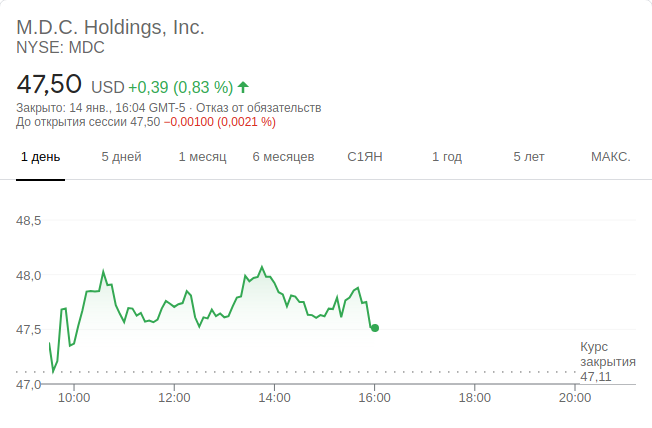 M.D.C. Holdings, Inc.
NYSE: MDC
47,50 USD +0,39 (0,83 %)
Закрыто: 14 янв., 16:04 GMT-5 · Отказ от обязательств
До открытия сессии 47,50 −0,00100 (0,0021 %)
1 день 5 дней 1 месяц 6 месяцев С1ЯН 1 год 5 лет МАКС.
48,5
48,0
47,5
Курс
закрытия
47,11
47,0
10:00 12:00 14:00 16:00 18:00 20:00